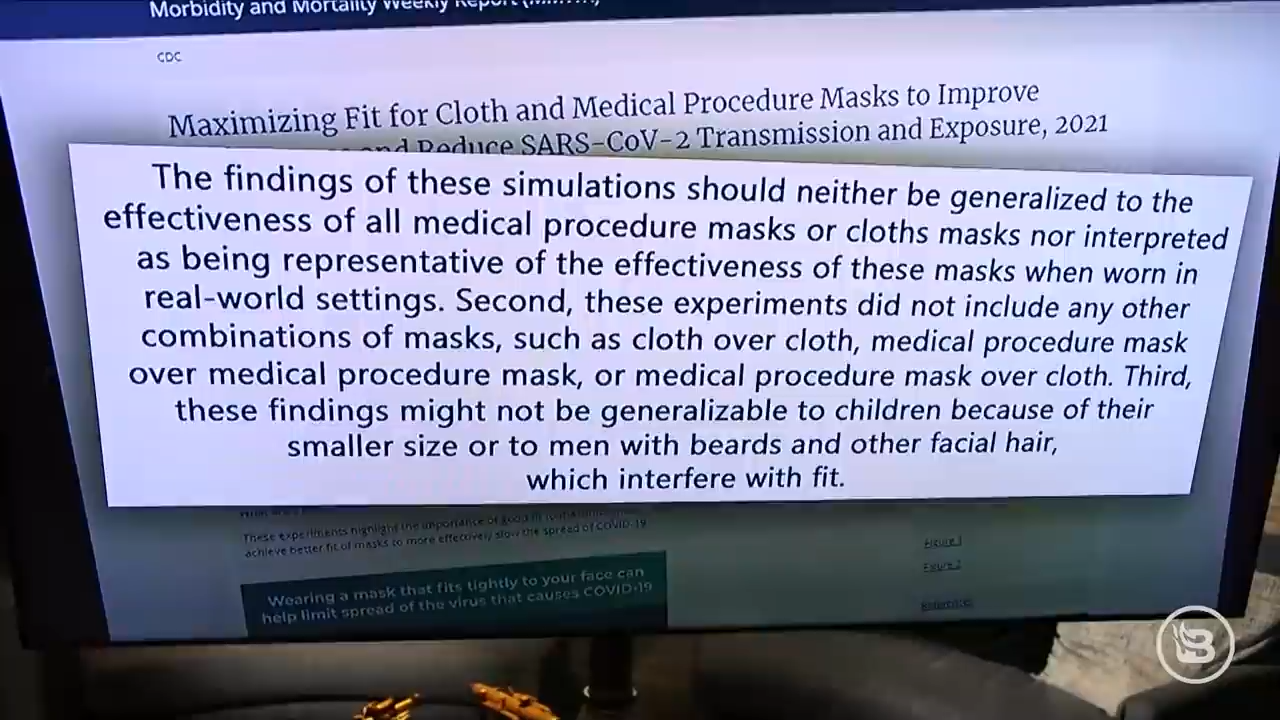 Morbidity and Mortality Weekly Report
CDC
Maximizing Fit for Cloth and Medical Procedure Masks to Improve
and Reduce SARS-CoV-2 Transmission and Exposure, 2021
The findings of these simulations should neither be generalized to the
effectiveness of all medical procedure masks or cloths masks nor interpreted
as being representative of the effectiveness of these masks when worn in
real-world settings. Second, these experiments did not include any other
combinations of masks, such as cloth over cloth, medical procedure mask
over medical procedure mask, or medical procedure mask over cloth. Third,
these findings might not be generalizable to children because of their
smaller size or to men with beards and other facial hair,
which interfere with fit.
These experiments highlight the importance of good fit
achieve better fit of masks to more effectively slow the spread of COVID-19
Figure 1
Figure 2
Wearing a mask that fits tightly to your face can
help limit spread of the virus that causes COVID-19
References
B